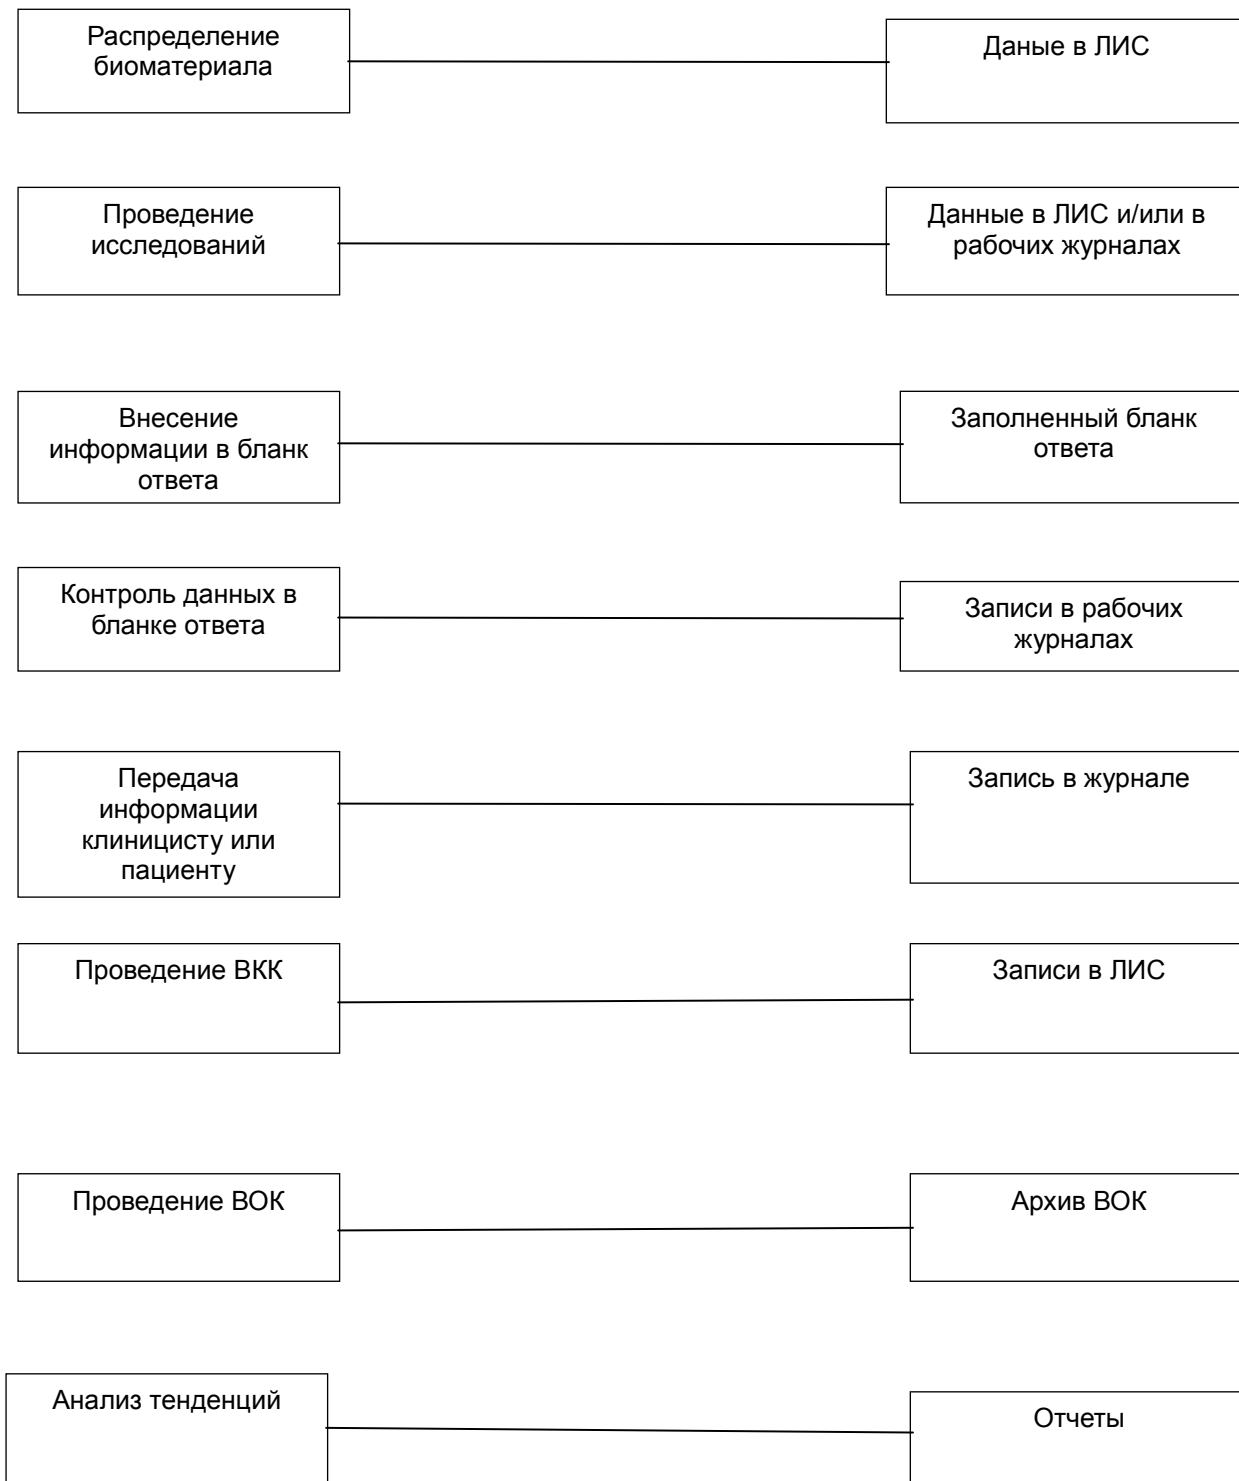 Распределение
биоматериала
Даные в ЛИС
Проведение
исследований
Данные в ЛИС и/или в
рабочих журналах
Внесение
информации в бланк
ответа
Заполненный бланк
ответа
Контроль данных в
бланке ответа
Записи в рабочих
журналах
Передача
информации
клиницисту или
пациенту
Запись в журнале
Проведение ВКК
Записи в ЛИС
Проведение ВОК
Архив ВОК
Анализ тенденций
Отчеты